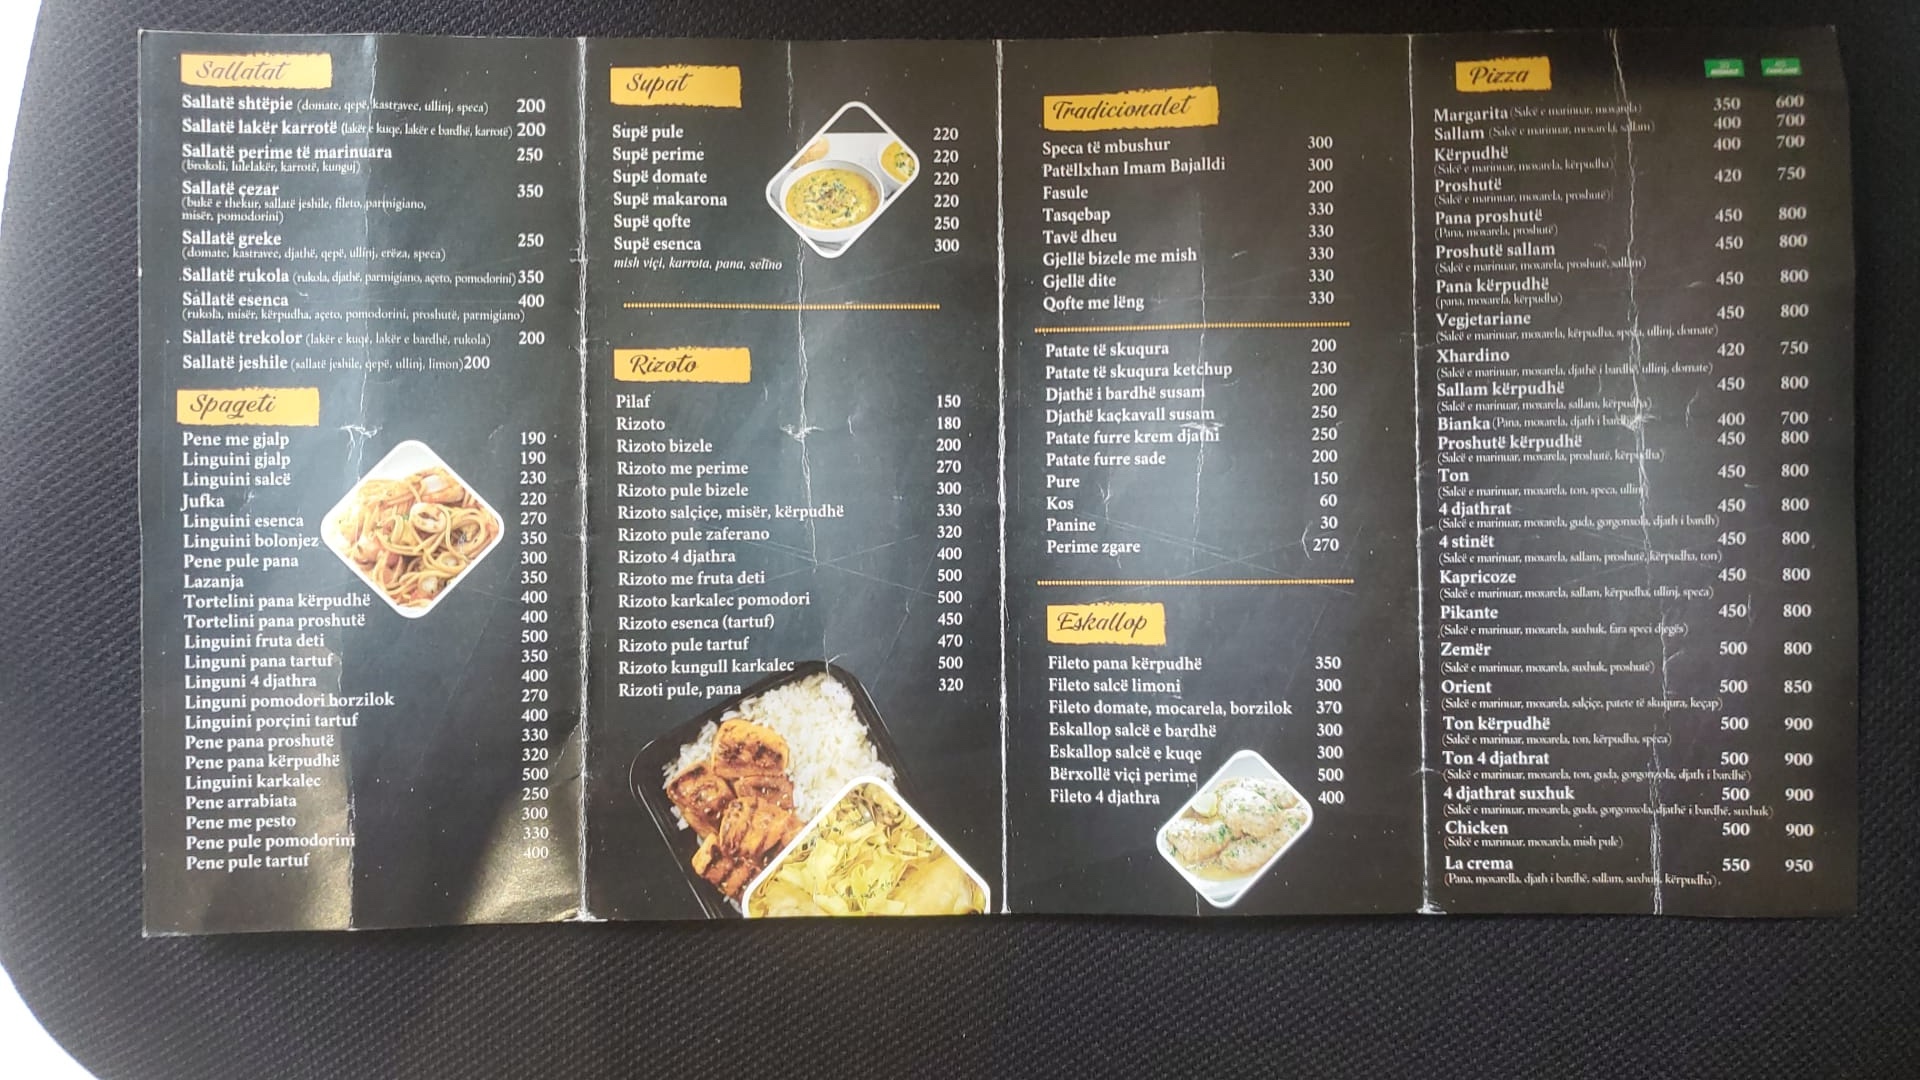 Sallatat
Sallatë shtëpie (domate, qepë, kastravec, ullinj, speca) 200
Sallatë lakër karrotë (lakër e kuqe, lakër e bardhë, karrotë) 200
Sallatë perime të marinuara 250
(brokoli, lulelakër, karrotë, kunguj)
Sallatë çezar 350
(bukë e thekur, sallatë jeshile, fileto, parmigiano,
misër, pomodorini)
Sallatë greke 250
(domate, kastravec, djathë, qepë, ullinj, erëza, speca)
Sallatë rukola (rukola, djathë, parmigiano, açeto, pomodorini) 350
Sallatë esenca 400
(rukola, misër, kërpudha, açeto, pomodorini, proshutë, parmigiano)
Sallatë trekolor (lakër e kuqe, lakër e bardhë, rukola) 200
Sallatë jeshile (sallatë jeshile, qepë, ullinj, limon) 200
Spageti
Pene me gjalp 190
Linguini gjalp 190
Linguini salcë 230
Jufka 220
Linguini esenca 270
Linguini bolonjez 350
Pene pule pana 300
Lazanja 350
Tortelini pana kërpudhë 400
Tortelini pana proshutë 400
Linguini fruta deti 500
Linguni pana tartuf 350
Linguni 4 djathra 400
Linguni pomodori borzilok 270
Linguini porçini tartuf 400
Pene pana proshutë 330
Pene pana kërpudhë 320
Linguini karkalec 500
Pene arrabiata 250
Pene me pesto 300
Pene pule pomodorini 330
Pene pule tartuf 400
Supat
Supë pule 220
Supë perime 220
Supë domate 220
Supë makarona 220
Supë qofte 250
Supë esenca 300
mish viçi, karrota, pana, selino
Rizoto
Pilaf 150
Rizoto 180
Rizoto bizele 200
Rizoto me perime 270
Rizoto pule bizele 300
Rizoto salçiçe, misër, kërpudhë 330
Rizoto pule zaferano 320
Rizoto 4 djathra 400
Rizoto me fruta deti 500
Rizoto karkalec pomodori 500
Rizoto esenca (tartuf) 450
Rizoto pule tartuf 470
Rizoto kungull karkalec 500
Rizoti pule, pana 320
Tradicionalet
Speca të mbushur 300
Patëllxhan Imam Bajalldi 300
Fasule 200
Tasqebap 330
Tavë dheu 330
Gjellë bizele me mish 330
Gjellë dite 330
Qofte me lëng 330
Patate të skuqura 200
Patate të skuqura ketchup 230
Djathë i bardhë susam 200
Djathë kaçkavall susam 250
Patate furre krem djathi 250
Patate furre sade 200
Pure 150
Kos 60
Panine 30
Perime zgare 270
Eskallop
Fileto pana kërpudhë 350
Fileto salcë limoni 300
Fileto domate, mocarela, borzilok 370
Eskallop salcë e bardhë 300
Eskallop salcë e kuqe 300
Bërxollë viçi perime 500
Fileto 4 djathra 400
Pizza
Margarita (Salcë e marinuar, moxarela) 350 600
Sallam (Salcë e marinuar, moxarela, sallam) 400 700
Kërpudhë 400 700
(Salcë e marinuar, moxarela, kërpudha)
Proshutë 420 750
(Salcë e marinuar, moxarela, proshutë)
Pana proshutë 450 800
(Pana, moxarela, proshutë)
Proshutë sallam 450 800
(Salcë e marinuar, moxarela, proshutë, sallam)
Pana kërpudhë 450 800
(pana, moxarela, kërpudha)
Vegjetariane 450 800
(Salcë e marinuar, moxarela, kërpudha, speca, ullinj, domate)
Xhardino 420 750
(Salcë e marinuar, moxarela, djathë i bardhë, ullinj, domate)
Sallam kërpudhë 450 800
(Salcë e marinuar, moxarela, sallam, kërpudha)
Bianka (Pana, moxarela, djath i bardhë) 400 700
Proshutë kërpudhë 450 800
(Salcë e marinuar, moxarela, proshutë, kërpudha)
Ton 450 800
(Salcë e marinuar, moxarela, ton, speca, ullinj)
4 djathrat 450 800
(Salcë e marinuar, moxarela, guda, gorgonxola, djath i bardh)
4 stinët 450 800
(Salcë e marinuar, moxarela, sallam, proshutë, kërpudha, ton)
Kapricoze 450 800
(Salcë e marinuar, moxarela, sallam, kërpudha, ullinj, speca)
Pikante 450 800
(Salcë e marinuar, moxarela, suxhuk, fara speci djegës)
Zemër 500 800
(Salcë e marinuar, moxarela, suxhuk, proshutë)
Orient 500 850
(Salcë e marinuar, moxarela, salçiçe, patete të skuqura, keçap)
Ton kërpudhë 500 900
(Salcë e marinuar, moxarela, ton, kërpudha, speca)
Ton 4 djathrat 500 900
(Salcë e marinuar, moxarela, ton, guda, gorgonzola, djath i bardhë)
4 djathrat suxhuk 500 900
(Salcë e marinuar, moxarela, guda, gorgonxola, djathë i bardhë, suxhuk)
Chicken 500 900
(Salcë e marinuar, moxarela, mish pule)
La crema 550 950
(Pana, moxarella, djath i bardhë, sallam, suxhuk, kërpudha).